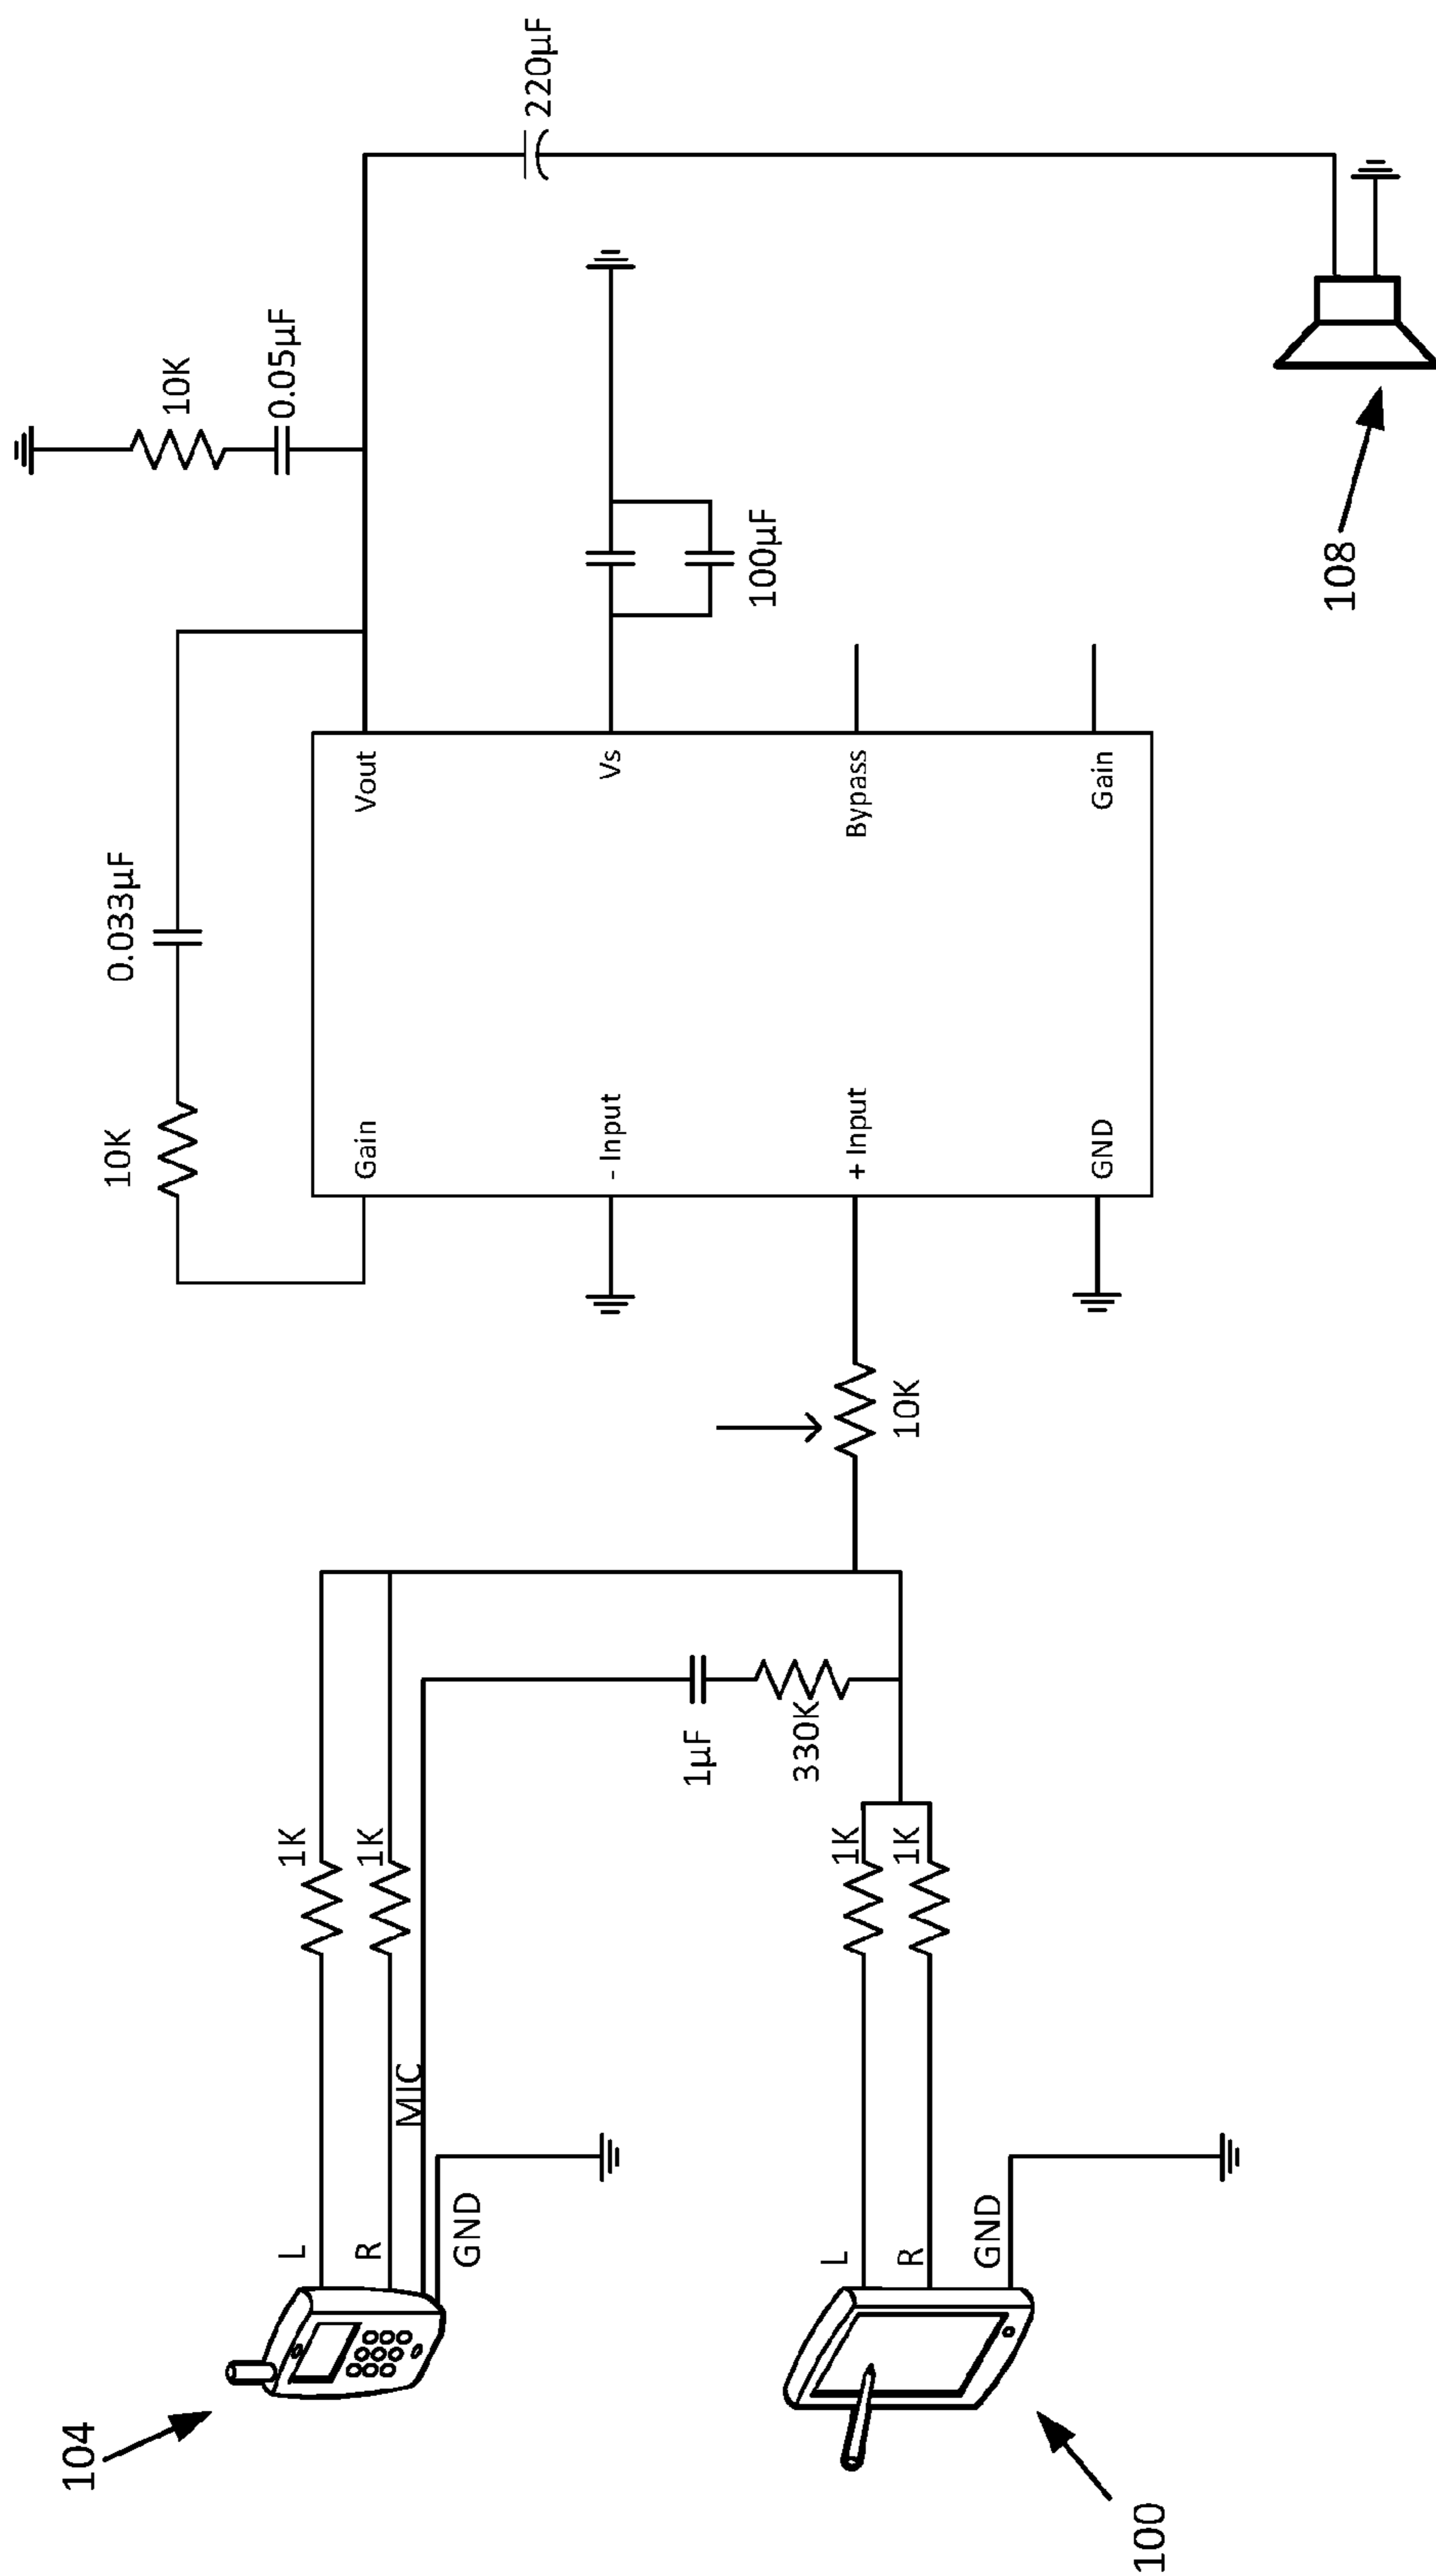 104
L
R
MIC
GND
1K
1K
1µF
330K
100
L
R
GND
1K
1K
10K
10K
0.033µF
Gain
- Input
+ Input
GND
Vout
Vs
Bypass
Gain
10K
0.05µF
100µF
220µF
108